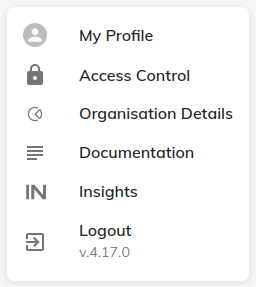 My Profile
Access Control
Organisation Details
Documentation
IN Insights
Logout
v.4.17.0